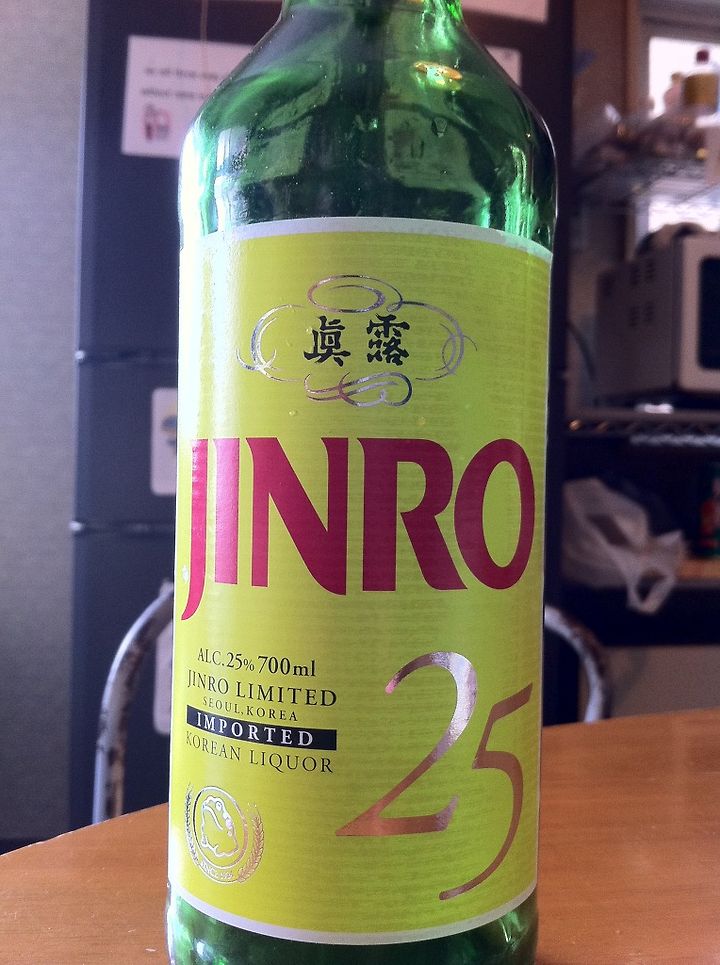 眞露
JINRO
ALC.25% 700ml
JINRO LIMITED
SEOUL, KOREA
IMPORTED
KOREAN LIQUOR
25